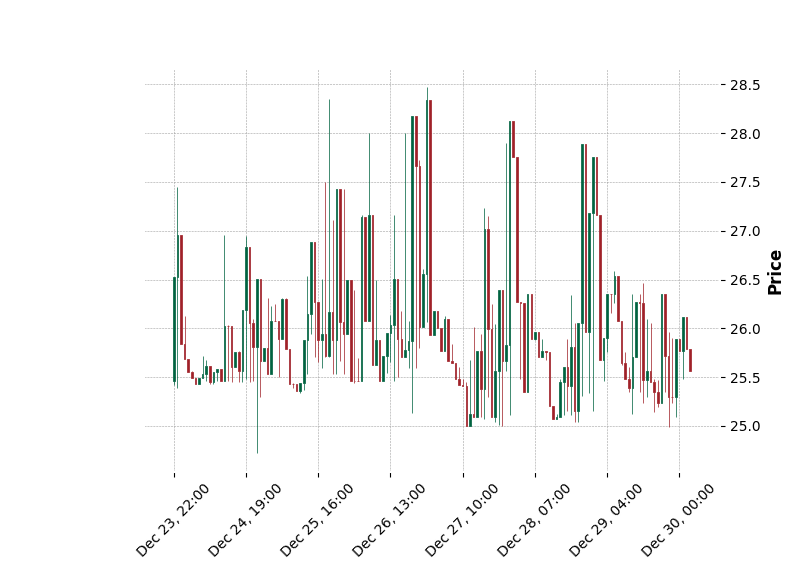 28.5
28.0
27.5
27.0
26.5
26.0
25.5
25.0
Price
Dec 23, 22:00
Dec 24, 19:00
Dec 25, 16:00
Dec 26, 13:00
Dec 27, 10:00
Dec 28, 07:00
Dec 29, 04:00
Dec 30, 00:00